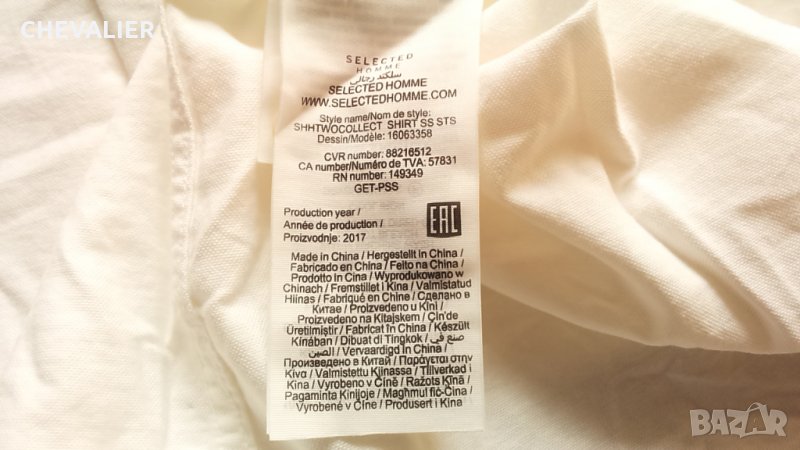 CHEVALIER
SELECTED
HOMME
سلكتد رجالي
SELECTED HOMME
WWW.SELECTEDHOMME.COM
Style name/Nom de style:
SHHTWOCOLLECT SHIRT SS STS
Dessin/Modèle: 16063358
CVR number: 88216512
CA number/Numéro de TVA: 57831
RN number: 149349
GET-PSS
Production year /
Année de production /
Proizvodnje: 2017
EAC
Made in China / Hergestellt in China /
Fabricado en China / Feito na China /
Prodotto in Cina / Wyprodukowano w
Chinach / Fremstillet i Kina / Valmistatud
Hiinas / Fabriqué en China / Сделано в
Китае / Proizvedeno u Kini /
Proizvedeno na Kitajskem / Çin'de
Üretilmiştir / Fabricat în China / Készült
Kínában / Dibuat di Tingkok / صنع في
الصين / Vervaardigd in China /
Произведено в Китай / Παράγεται στην
Κίνα / Valmistettu Kiinassa / Tillverkad i
Kina / Vyrobeno v Číně / Ražots Ķīnā /
Pagaminta Kinijoje / Magħmul fiċ-Ċina /
Vyrobené v Číne / Produsert i Kina
BAZAR